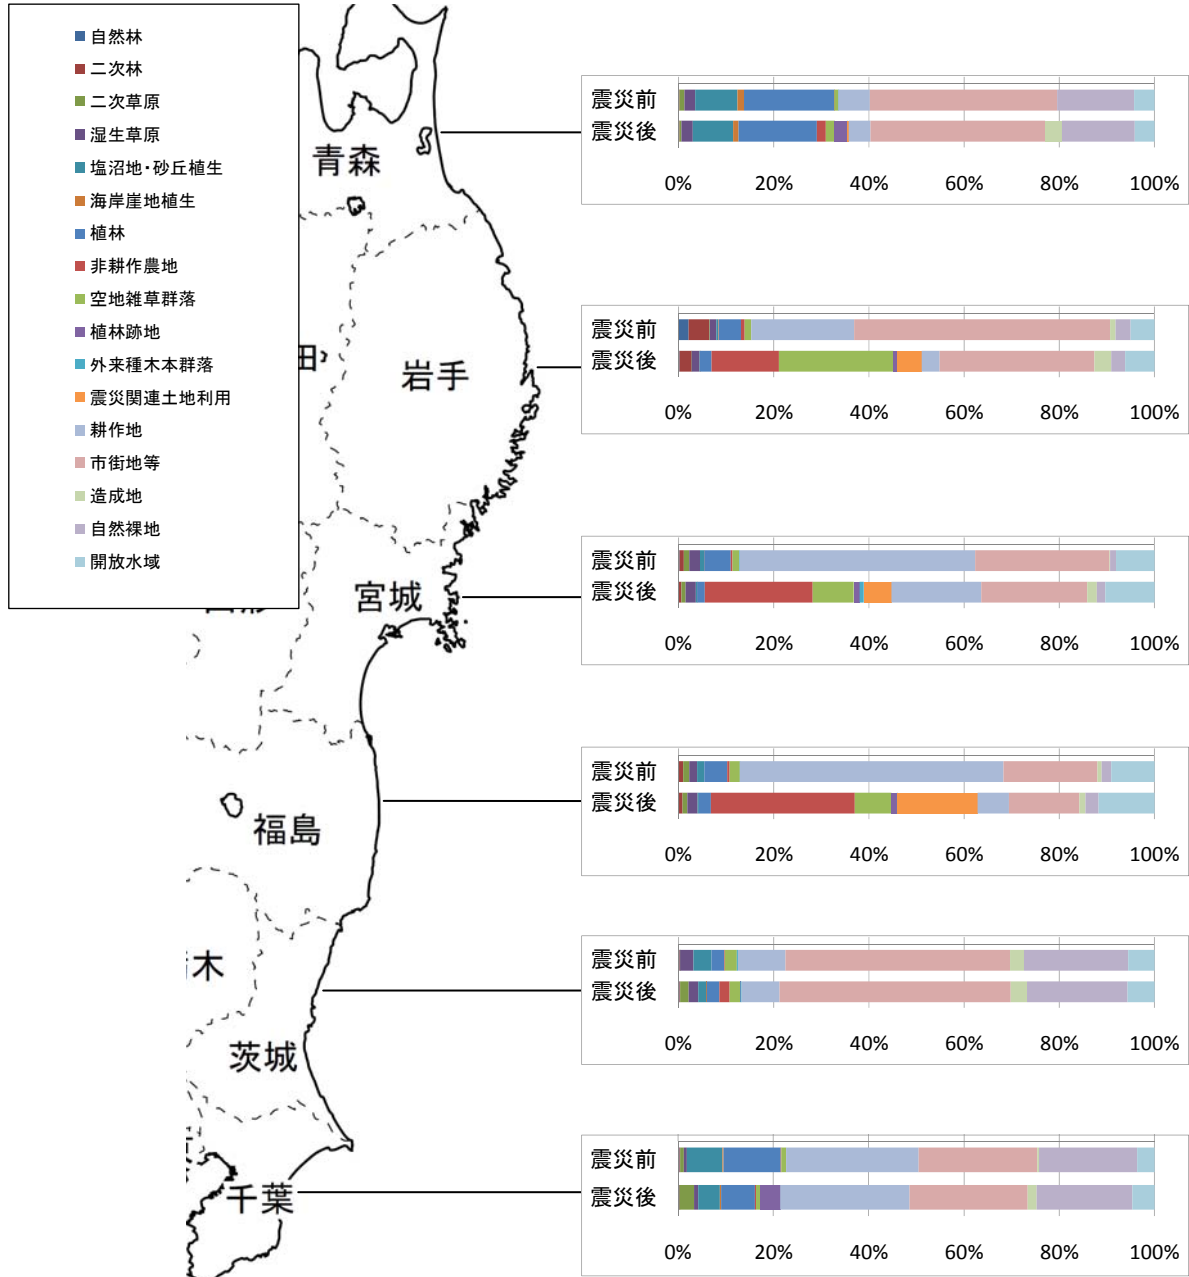 自然林
二次林
二次草原
湿生草原
塩沼地・砂丘植生
海岸崖地植生
植林
非耕作農地
空地雑草群落
植林跡地
外来種木本群落
震災関連土地利用
耕作地
市街地等
造成地
自然裸地
開放水域
青森
岩手
宮城
福島
木
茨城
千葉
震災前
震災後
0% 20% 40% 60% 80% 100%
震災前
震災後
0% 20% 40% 60% 80% 100%
震災前
震災後
0% 20% 40% 60% 80% 100%
震災前
震災後
0% 20% 40% 60% 80% 100%
震災前
震災後
0% 20% 40% 60% 80% 100%
震災前
震災後
0% 20% 40% 60% 80% 100%